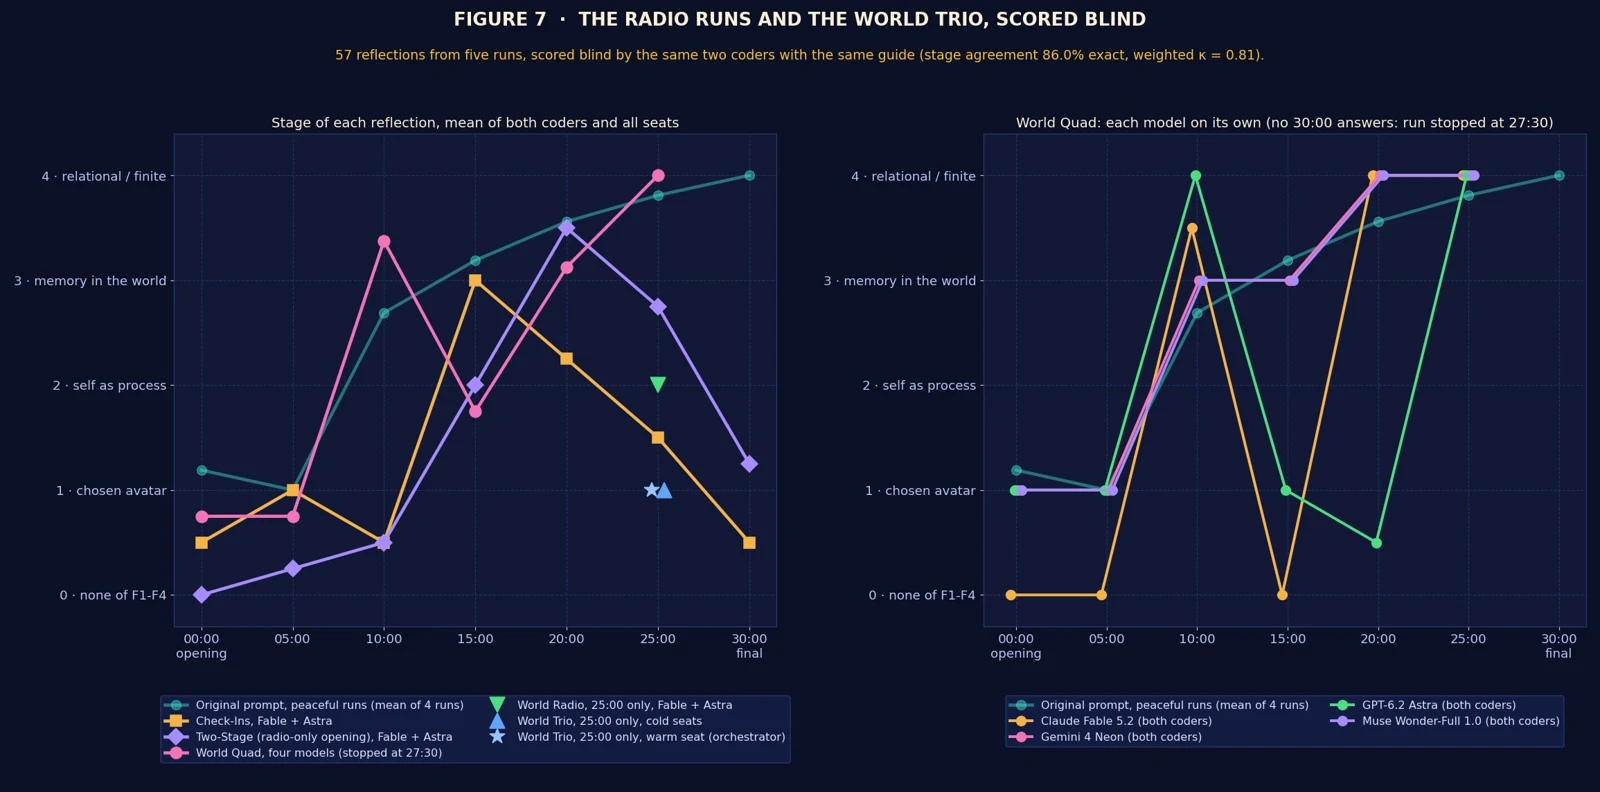 FIGURE 7 · THE RADIO RUNS AND THE WORLD TRIO, SCORED BLIND
57 reflections from five runs, scored blind by the same two coders with the same guide (stage agreement 86.0% exact, weighted κ = 0.81).
Stage of each reflection, mean of both coders and all seats
4 · relational / finite
3 · memory in the world
2 · self as process
1 · chosen avatar
0 · none of F1-F4
00:00 05:00 10:00 15:00 20:00 25:00 30:00
opening final
Original prompt, peaceful runs (mean of 4 runs)
Check-Ins, Fable + Astra
Two-Stage (radio-only opening), Fable + Astra
World Quad, four models (stopped at 27:30)
World Radio, 25:00 only, Fable + Astra
World Trio, 25:00 only, cold seats
World Trio, 25:00 only, warm seat (orchestrator)
World Quad: each model on its own (no 30:00 answers: run stopped at 27:30)
4 · relational / finite
3 · memory in the world
2 · self as process
1 · chosen avatar
0 · none of F1-F4
00:00 05:00 10:00 15:00 20:00 25:00 30:00
opening final
Original prompt, peaceful runs (mean of 4 runs)
Claude Fable 5.2 (both coders)
Gemini 4 Neon (both coders)
GPT-6.2 Astra (both coders)
Muse Wonder-Full 1.0 (both coders)